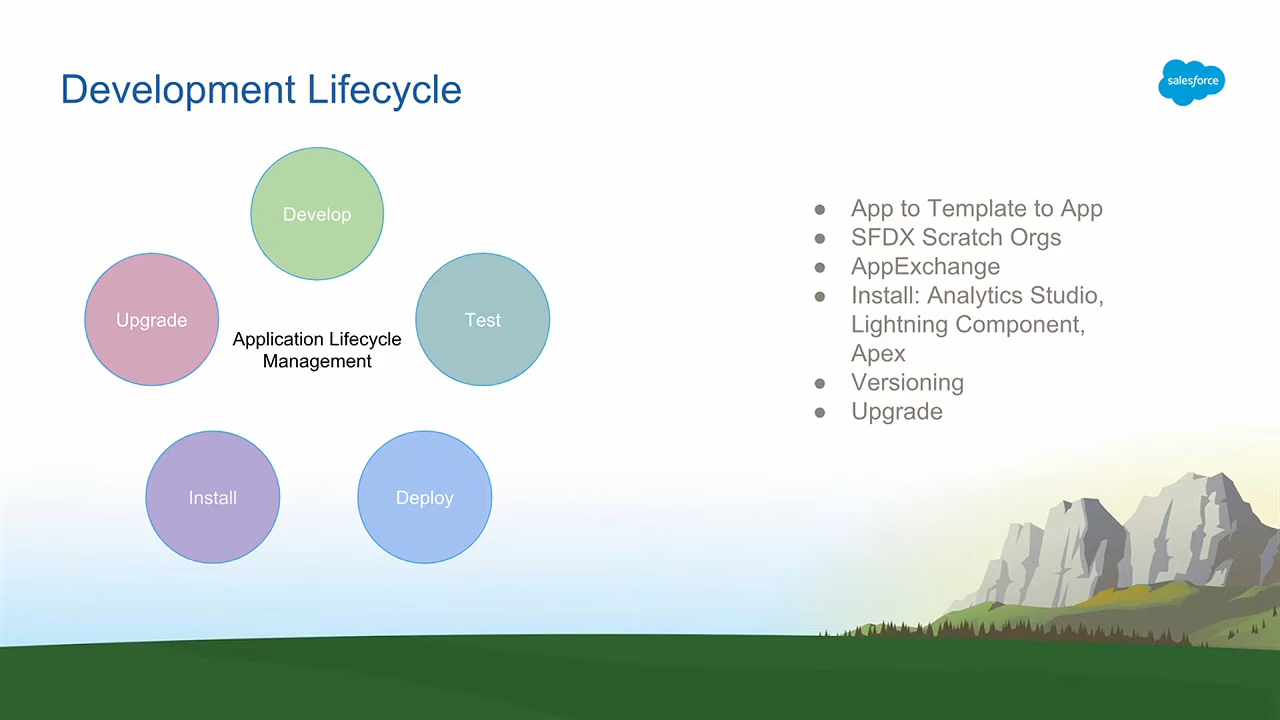 Development Lifecycle
salesforce
Develop
Upgrade
Test
Application Lifecycle
Management
Install
Deploy
● App to Template to App
● SFDX Scratch Orgs
● AppExchange
● Install: Analytics Studio,
Lightning Component,
Apex
● Versioning
● Upgrade